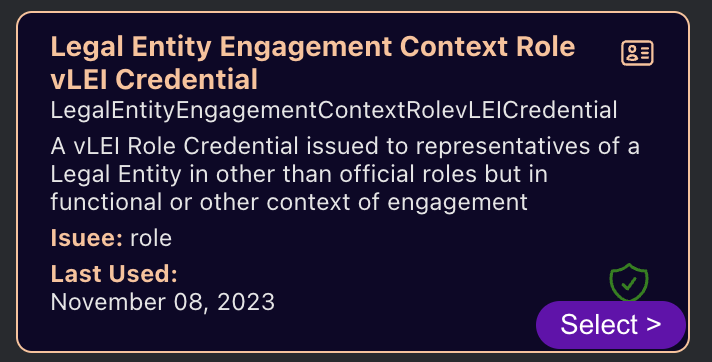 Legal Entity Engagement Context Role
vLEI Credential
LegalEntityEngagementContextRolevLEICredential
A vLEI Role Credential issued to representatives of a
Legal Entity in other than official roles but in
functional or other context of engagement
Isuee: role
Last Used:
November 08, 2023
Select >